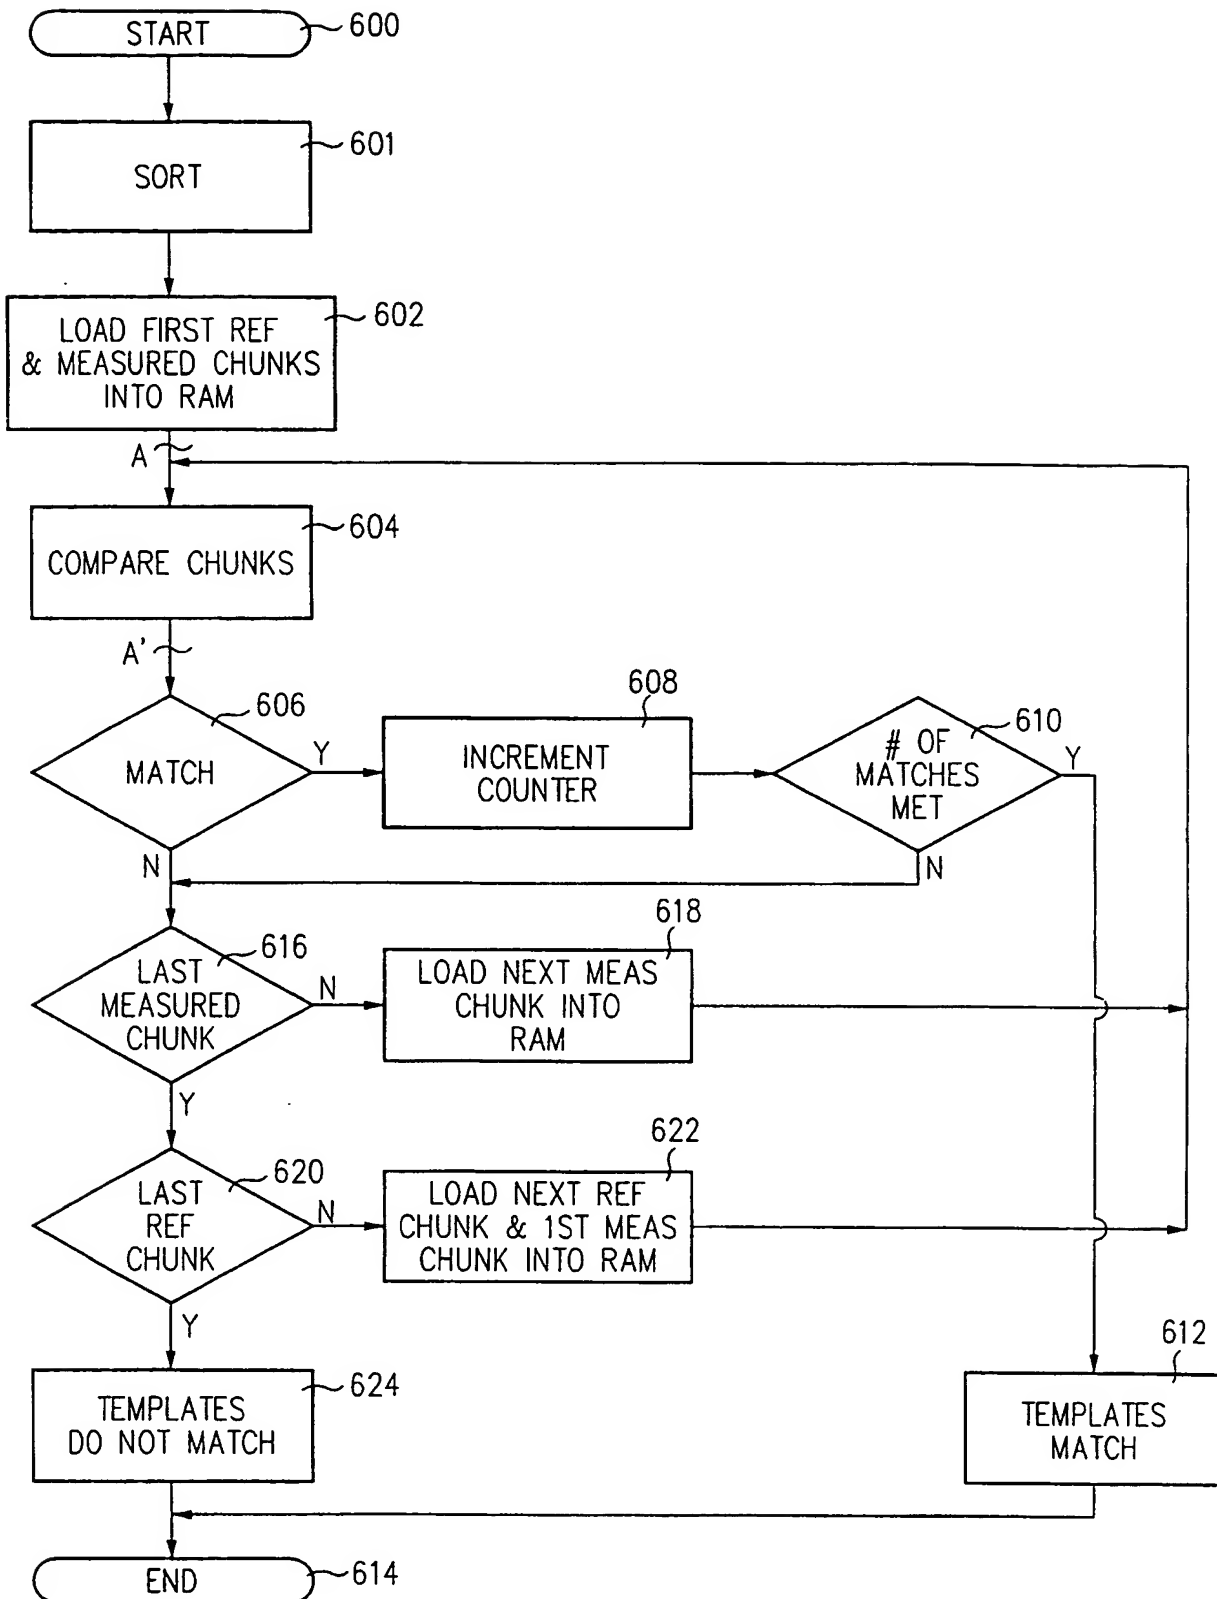 START
600
601
SORT
602
LOAD FIRST REF
& MEASURED CHUNKS
INTO RAM
A
604
COMPARE CHUNKS
A'
606
MATCH
Y
608
INCREMENT
COUNTER
610
# OF
MATCHES
MET
Y
N
N
616
LAST
MEASURED
CHUNK
N
618
LOAD NEXT MEAS
CHUNK INTO
RAM
Y
620
LAST
REF
CHUNK
N
622
LOAD NEXT REF
CHUNK & 1ST MEAS
CHUNK INTO RAM
Y
624
TEMPLATES
DO NOT MATCH
612
TEMPLATES
MATCH
END
614